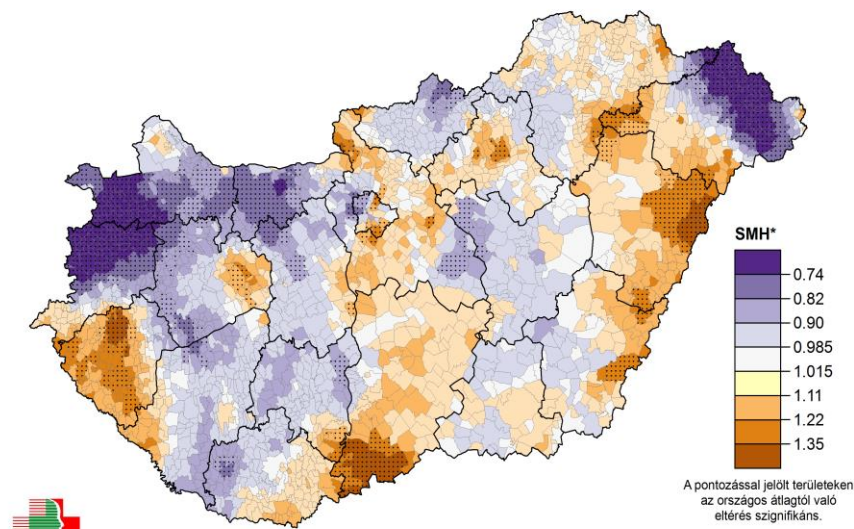 SMH*
0.74
0.82
0.90
0.985
1.015
1.11
1.22
1.35
A pontozással jelölt területeken
az országos átlagtól való
eltérés szignifikáns.